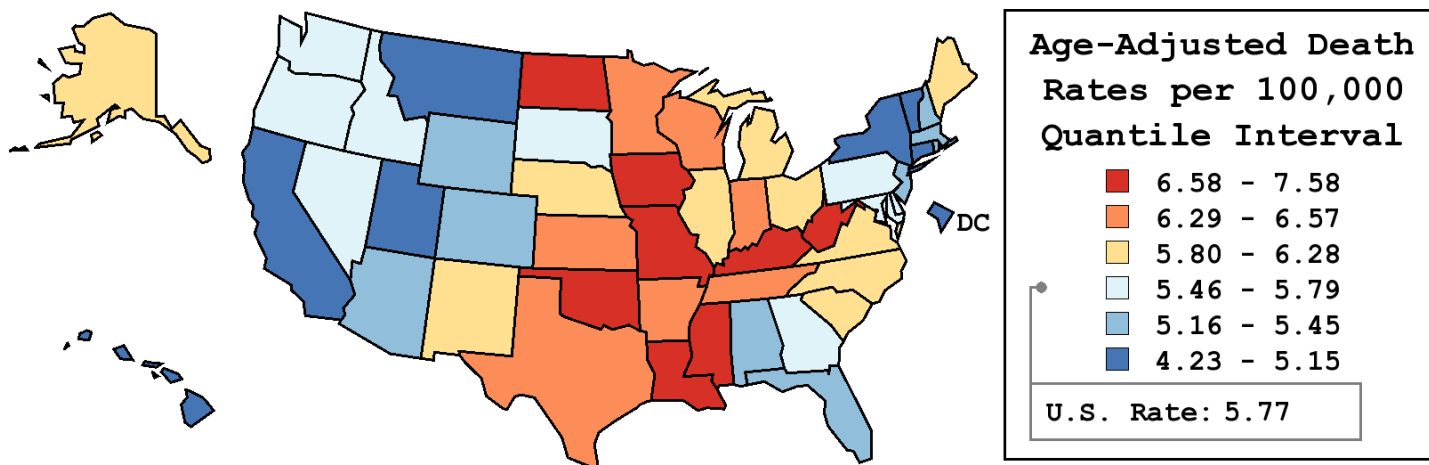 DC
Age-Adjusted Death
Rates per 100,000
Quantile Interval
6.58 - 7.58
6.29 - 6.57
5.80 - 6.28
5.46 - 5.79
5.16 - 5.45
4.23 - 5.15
U.S. Rate: 5.77